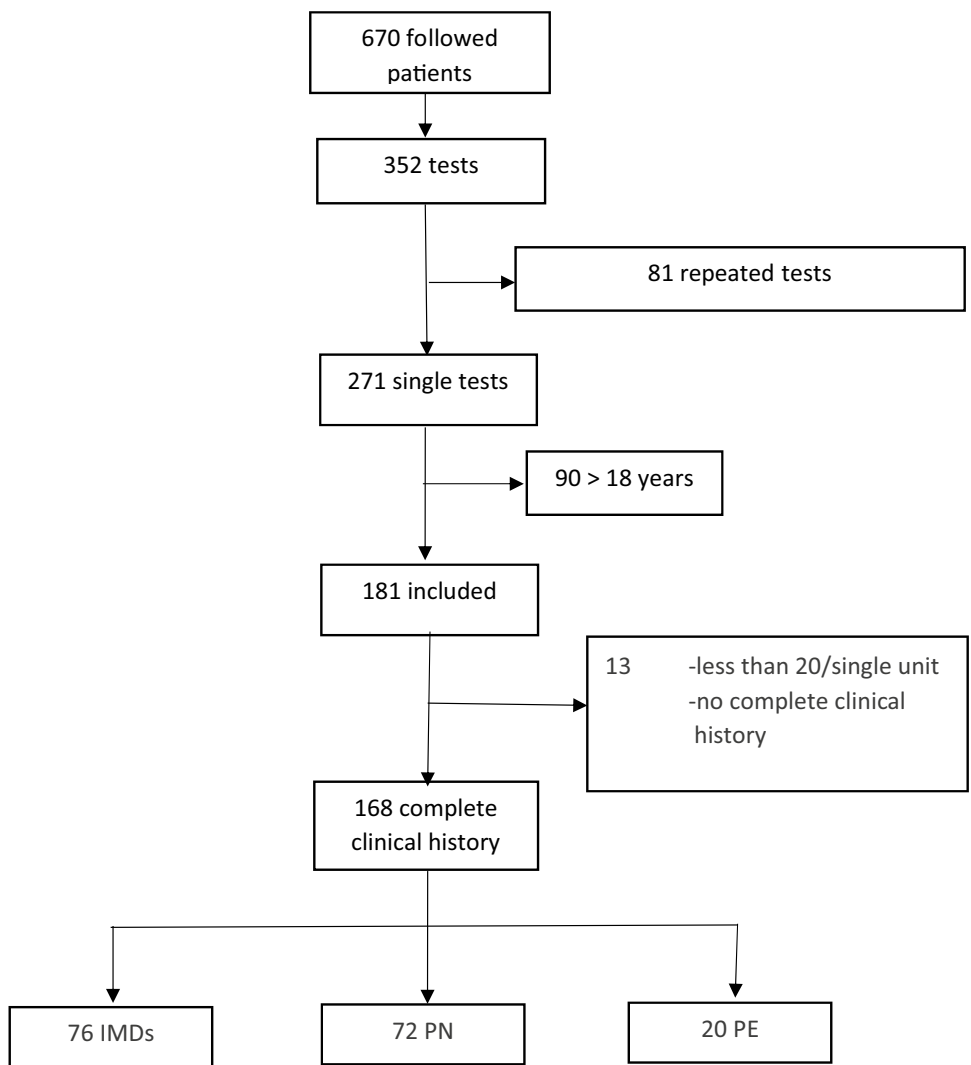 670 followed
patients
352 tests
81 repeated tests
271 single tests
90 > 18 years
181 included
13 -less than 20/single unit
-no complete clinical
history
168 complete
clinical history
76 IMDs
72 PN
20 PE